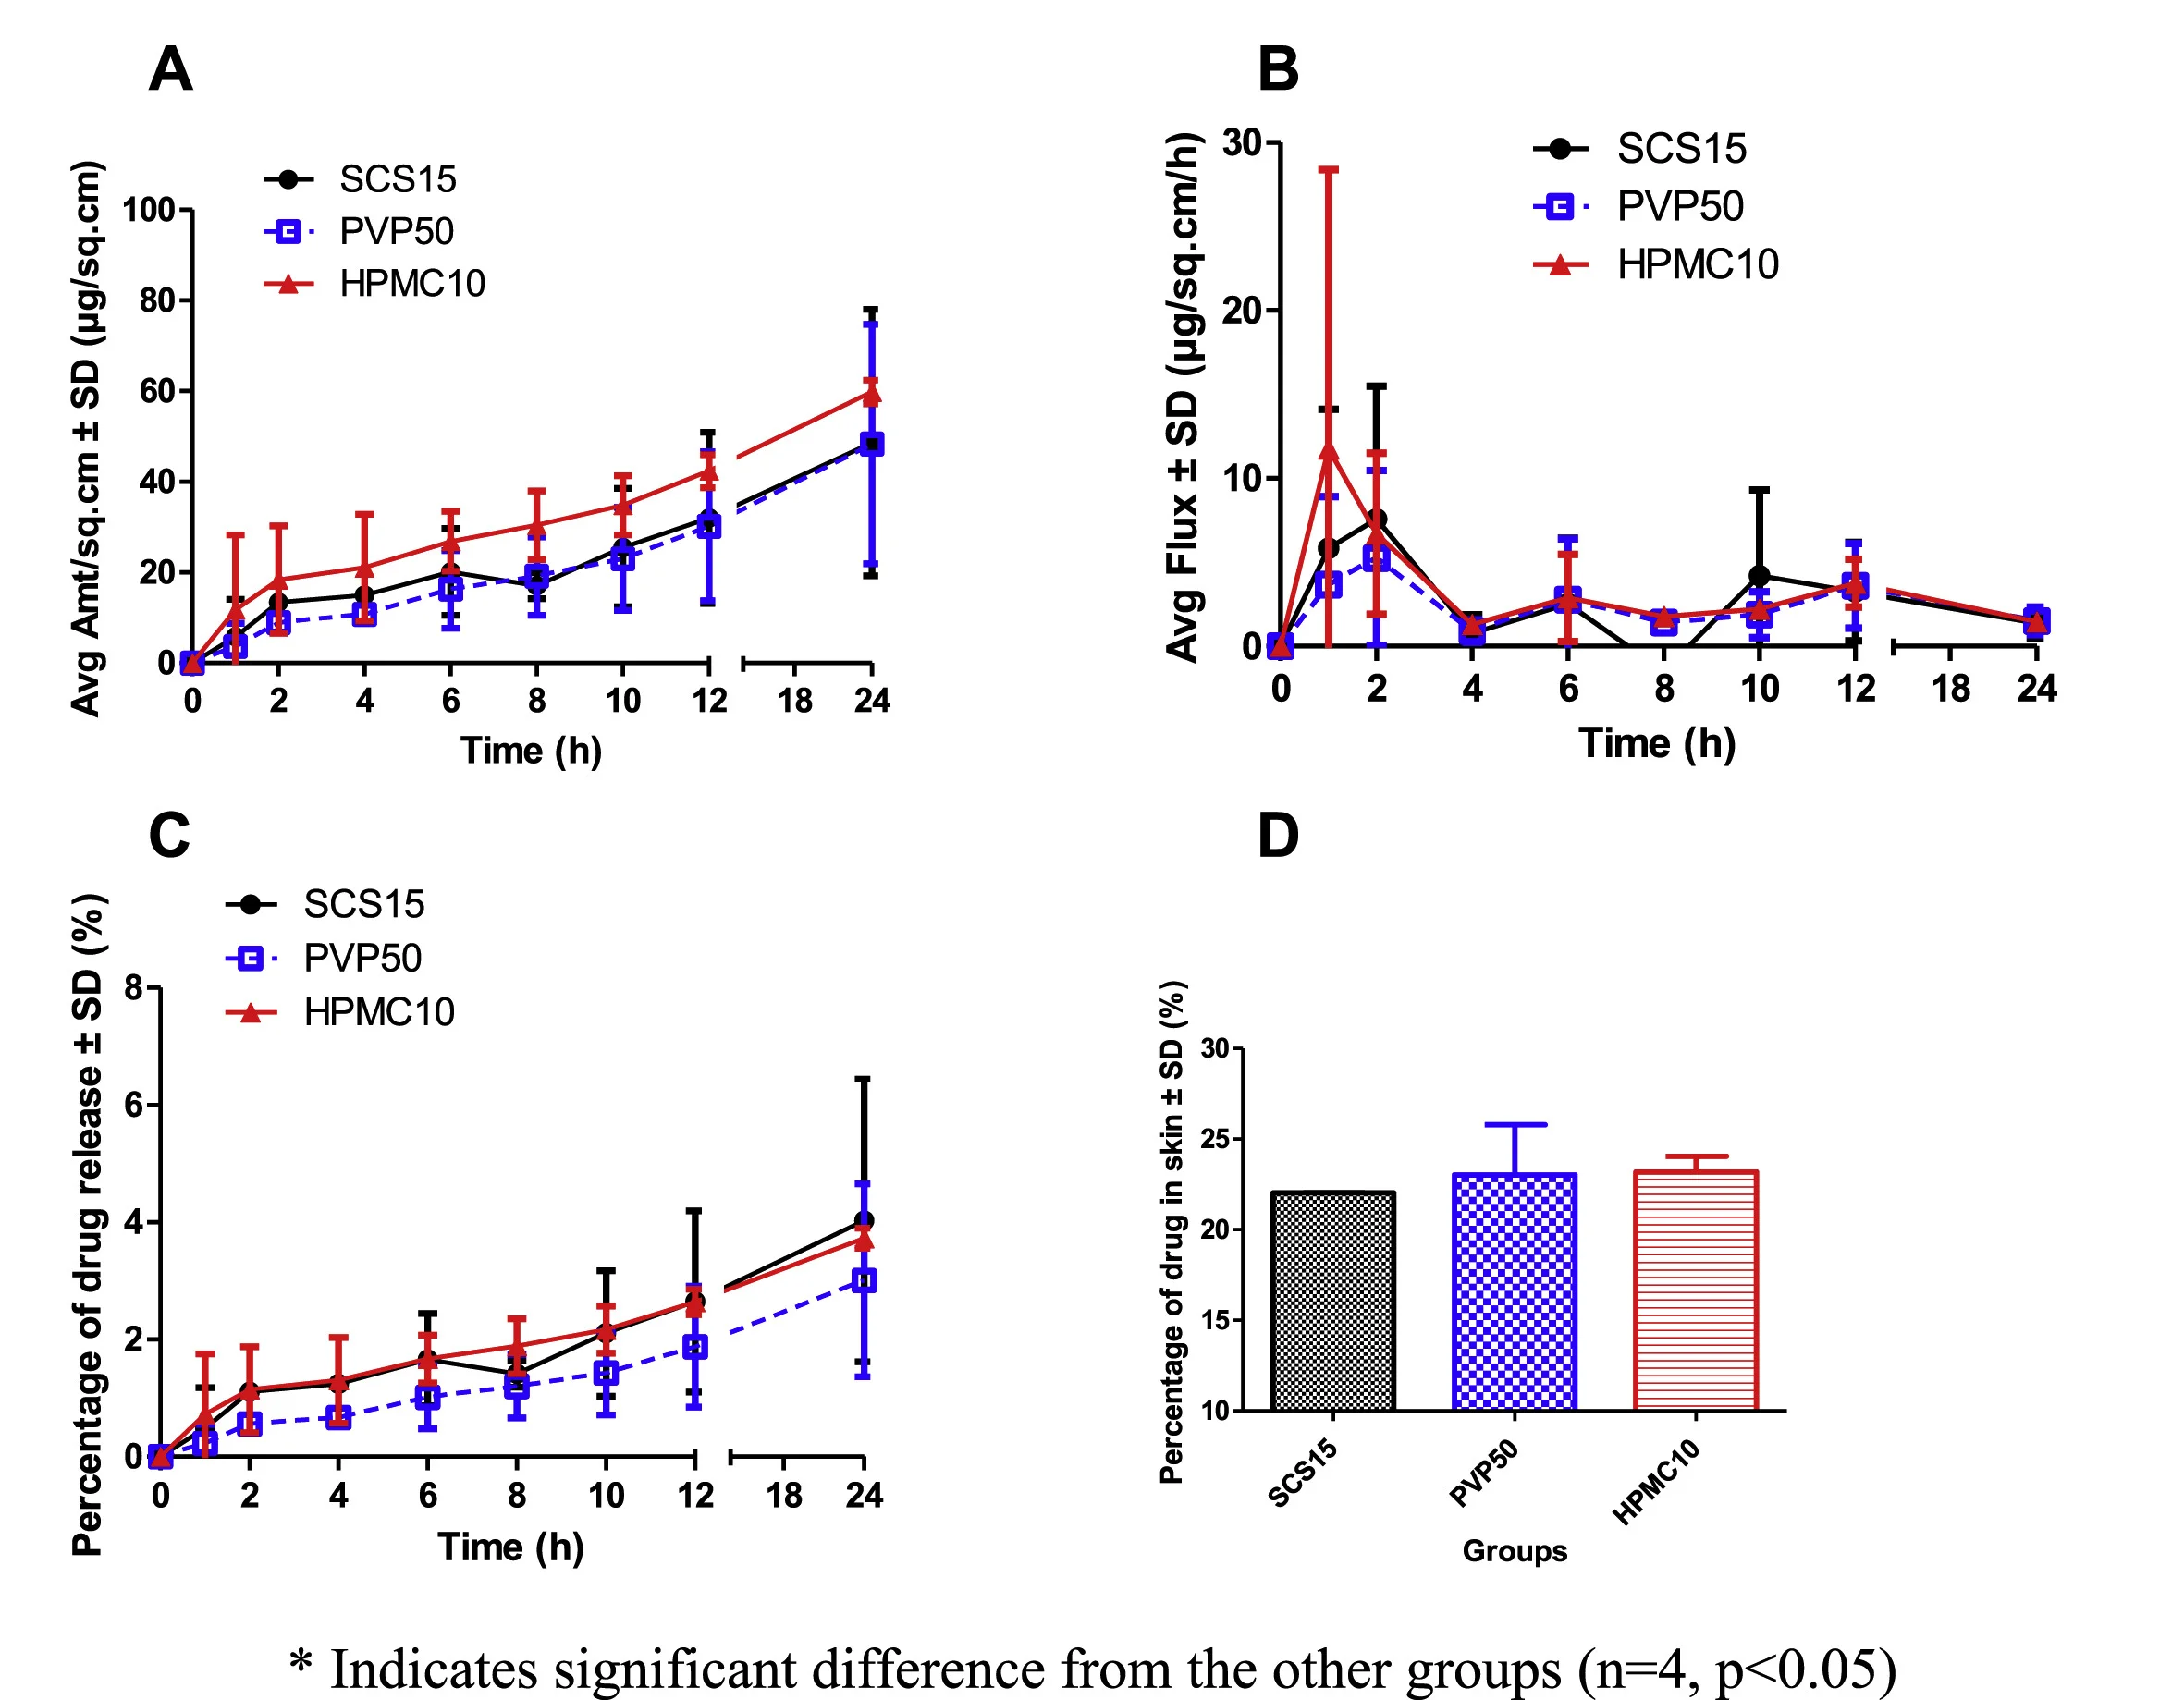 A
Avg Amt/sq.cm ± SD (µg/sq.cm)
SCS15
PVP50
HPMC10
100
80
60
40
20
0
0 2 4 6 8 10 12 18 24
Time (h)
B
Avg Flux ± SD (µg/sq.cm/h)
SCS15
PVP50
HPMC10
30
20
10
0
0 2 4 6 8 10 12 18 24
Time (h)
C
Percentage of drug release ± SD (%)
SCS15
PVP50
HPMC10
8
6
4
2
0
0 2 4 6 8 10 12 18 24
Time (h)
D
Percentage of drug in skin ± SD (%)
30
25
20
15
10
SCS15 PVP50 HPMC10
Groups
* Indicates significant difference from the other groups (n=4, p<0.05)